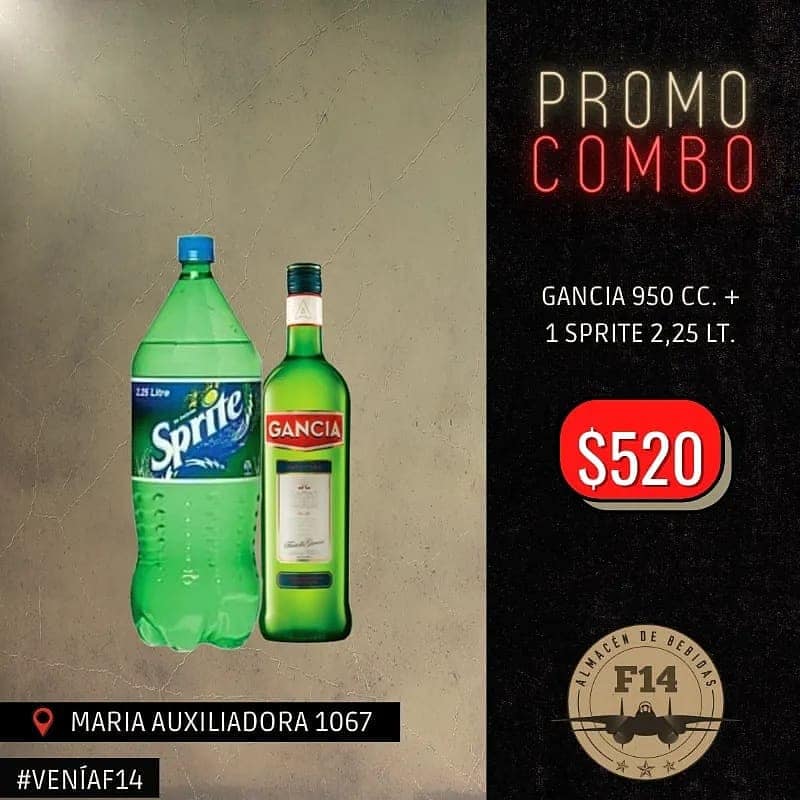 PROMO
COMBO
GANCIA 950 CC. +
1 SPRITE 2,25 LT.
$520
2.25 Litre
Sprite
GANCIA
ALMACÉN DE BEBIDAS
F14
MARIA AUXILIADORA 1067
#VENÍAF14